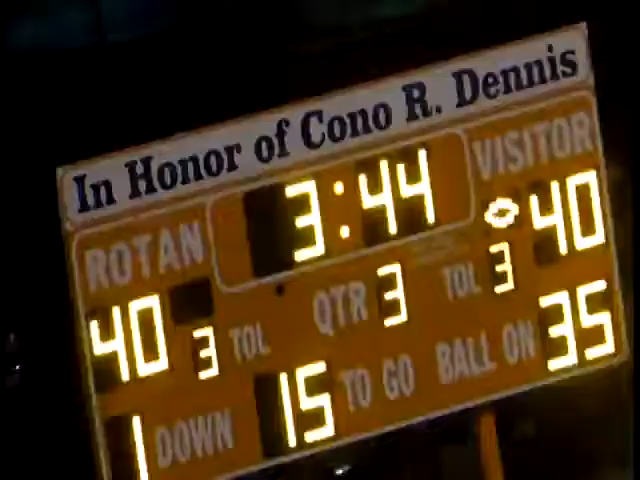 In Honor of Cono R. Dennis
ROTAN 3:44 VISITOR
40 3 TOL QTR 3 TOL 3 40
1 DOWN 15 TO GO BALL ON 35